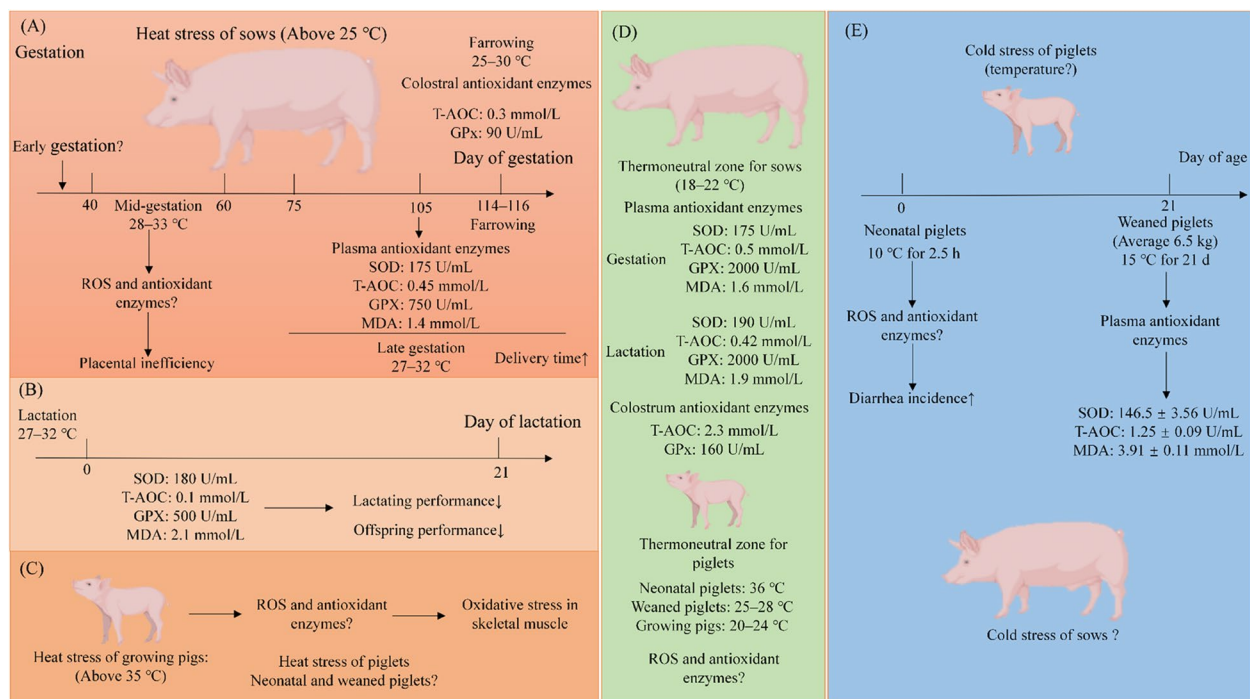 (A)
Heat stress of sows (Above 25 ℃)
Gestation
Farrowing
25–30 ℃
Colostral antioxidant enzymes
T-AOC: 0.3 mmol/L
GPx: 90 U/mL
Early gestation?
Day of gestation
40
60
75
105
114–116
Mid-gestation
28–33 ℃
Farrowing
ROS and antioxidant
enzymes?
Placental inefficiency
Plasma antioxidant enzymes
SOD: 175 U/mL
T-AOC: 0.45 mmol/L
GPX: 750 U/mL
MDA: 1.4 mmol/L
Late gestation
27–32 ℃
Delivery time↑
(B)
Lactation
27–32 ℃
Day of lactation
0
21
SOD: 180 U/mL
T-AOC: 0.1 mmol/L
GPX: 500 U/mL
MDA: 2.1 mmol/L
Lactating performance↓
Offspring performance↓
(C)
ROS and antioxidant
enzymes?
Oxidative stress in
skeletal muscle
Heat stress of growing pigs:
(Above 35 ℃)
Heat stress of piglets
Neonatal and weaned piglets?
(D)
Thermoneutral zone for sows
(18–22 ℃)
Plasma antioxidant enzymes
Gestation
SOD: 175 U/mL
T-AOC: 0.5 mmol/L
GPX: 2000 U/mL
MDA: 1.6 mmol/L
Lactation
SOD: 190 U/mL
T-AOC: 0.42 mmol/L
GPX: 2000 U/mL
MDA: 1.9 mmol/L
Colostrum antioxidant enzymes
T-AOC: 2.3 mmol/L
GPx: 160 U/mL
Thermoneutral zone for
piglets
Neonatal piglets: 36 ℃
Weaned piglets: 25–28 ℃
Growing pigs: 20–24 ℃
ROS and antioxidant
enzymes?
(E)
Cold stress of piglets
(temperature?)
Day of age
0
21
Neonatal piglets
10 ℃ for 2.5 h
ROS and antioxidant
enzymes?
Diarrhea incidence↑
Weaned piglets
(Average 6.5 kg)
15 ℃ for 21 d
Plasma antioxidant
enzymes
SOD: 146.5 ± 3.56 U/mL
T-AOC: 1.25 ± 0.09 U/mL
MDA: 3.91 ± 0.11 mmol/L
Cold stress of sows ?